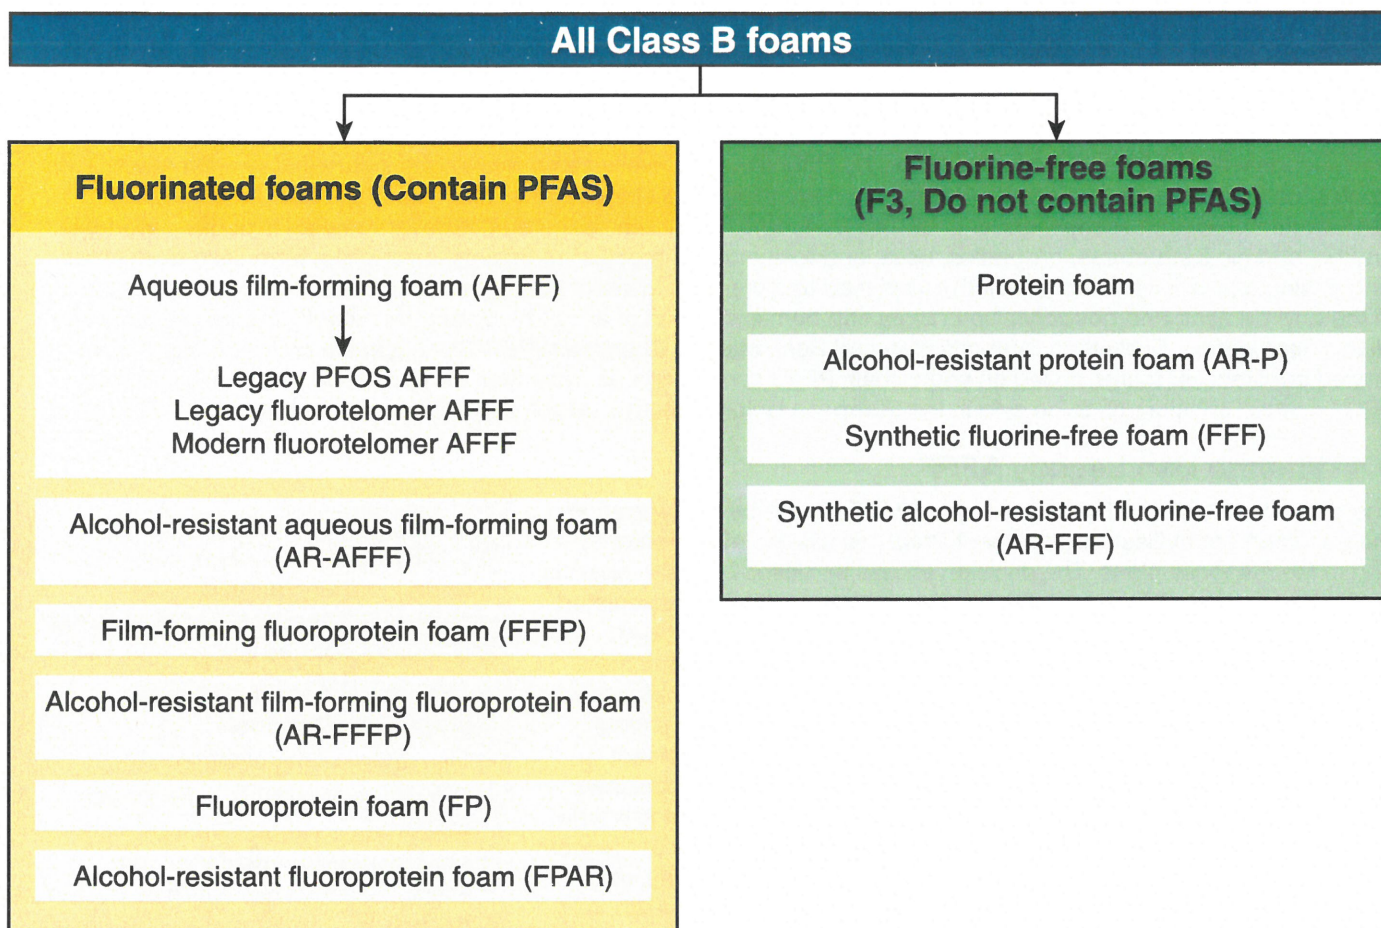 All Class B foams
Fluorinated foams (Contain PFAS)
Aqueous film-forming foam (AFFF)
Legacy PFOS AFFF
Legacy fluorotelomer AFFF
Modern fluorotelomer AFFF
Alcohol-resistant aqueous film-forming foam
(AR-AFFF)
Film-forming fluoroprotein foam (FFFP)
Alcohol-resistant film-forming fluoroprotein foam
(AR-FFFP)
Fluoroprotein foam (FP)
Alcohol-resistant fluoroprotein foam (FPAR)
Fluorine-free foams
(F3, Do not contain PFAS)
Protein foam
Alcohol-resistant protein foam (AR-P)
Synthetic fluorine-free foam (FFF)
Synthetic alcohol-resistant fluorine-free foam
(AR-FFF)